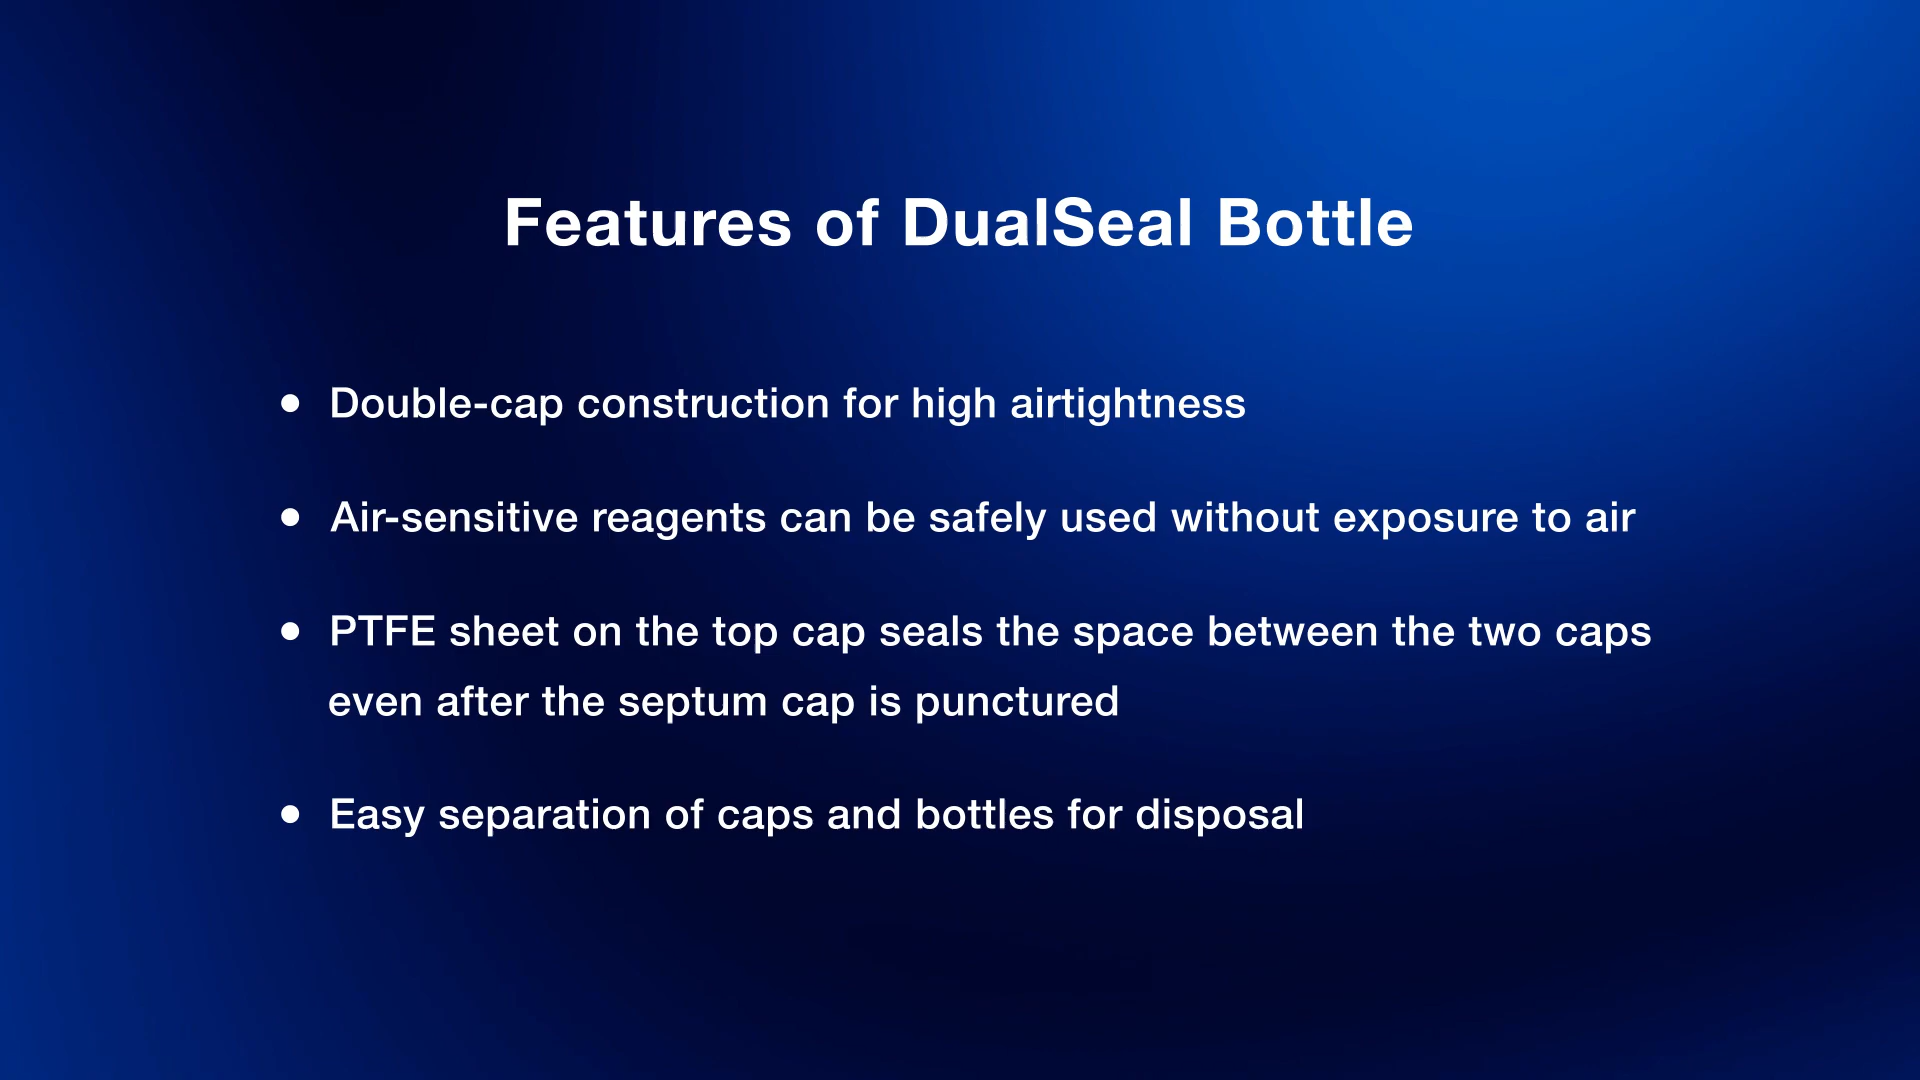 Features of DualSeal Bottle
• Double-cap construction for high airtightness
• Air-sensitive reagents can be safely used without exposure to air
• PTFE sheet on the top cap seals the space between the two caps
even after the septum cap is punctured
• Easy separation of caps and bottles for disposal